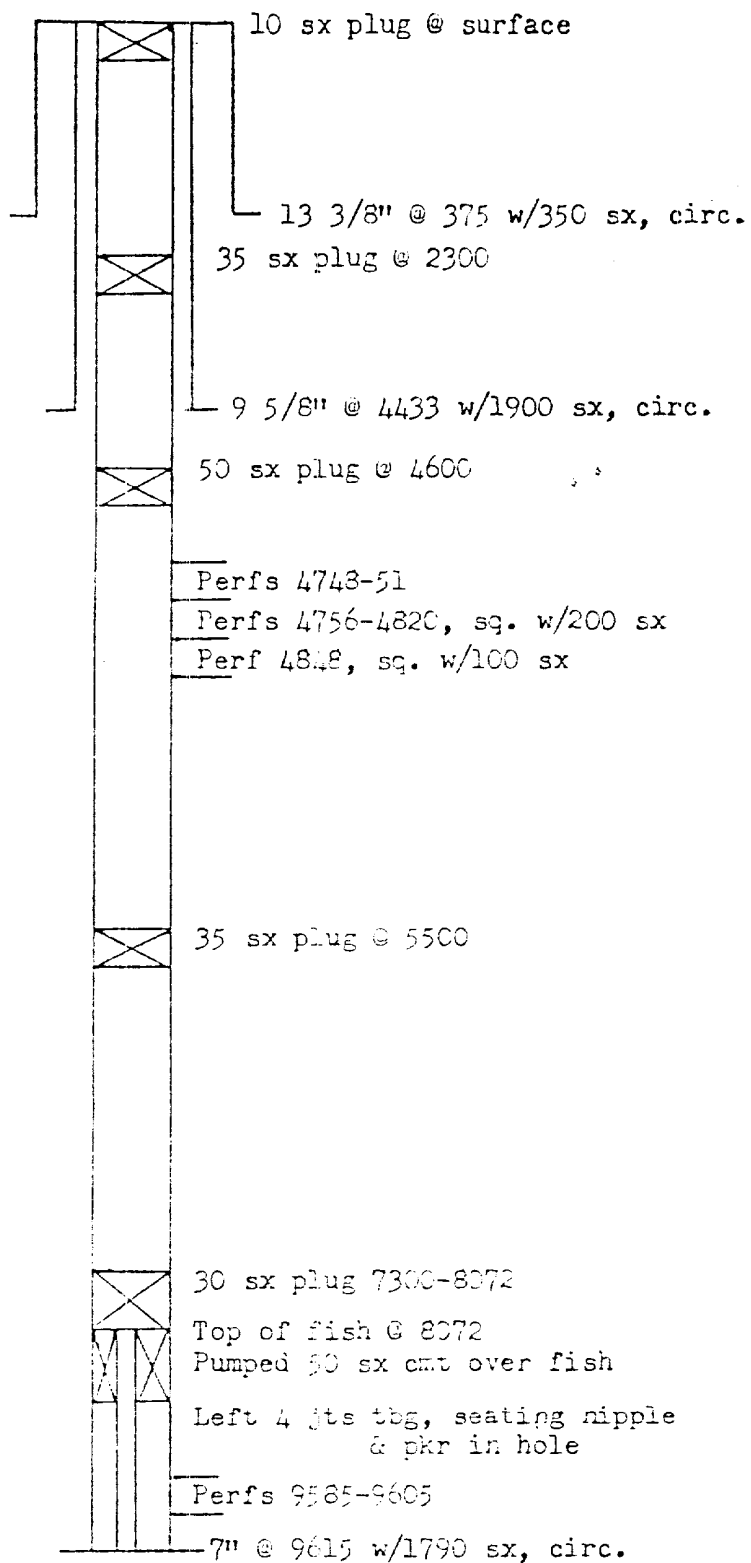 10 sx plug @ surface
13 3/8" @ 375 w/350 sx, circ.
35 sx plug @ 2300
9 5/8" @ 4433 w/1900 sx, circ.
50 sx plug @ 4600
Perfs 4748-51
Perfs 4756-4820, sq. w/200 sx
Perf 4848, sq. w/100 sx
35 sx plug @ 5500
30 sx plug 7300-8072
Top of fish @ 8072
Pumped 50 sx cmt over fish
Left 4 jts tbg, seating nipple
& pkr in hole
Perfs 9585-9605
7" @ 9615 w/1790 sx, circ.